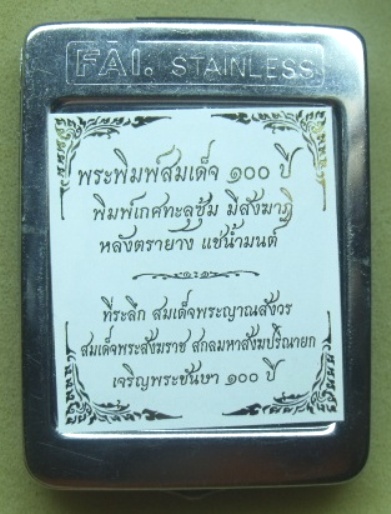 FAI. STAINLESS
พระพิมพ์สมเด็จ ๑๐๐ ปี
พิมพ์เกศทะลุซุ้ม มีสังฆาฏิ
หลังตรายาง แช่น้ำมนต์
ที่ระลึก สมเด็จพระญาณสังวร
สมเด็จพระสังฆราช สกลมหาสังฆปริณายก
เจริญพระชันษา ๑๐๐ ปี